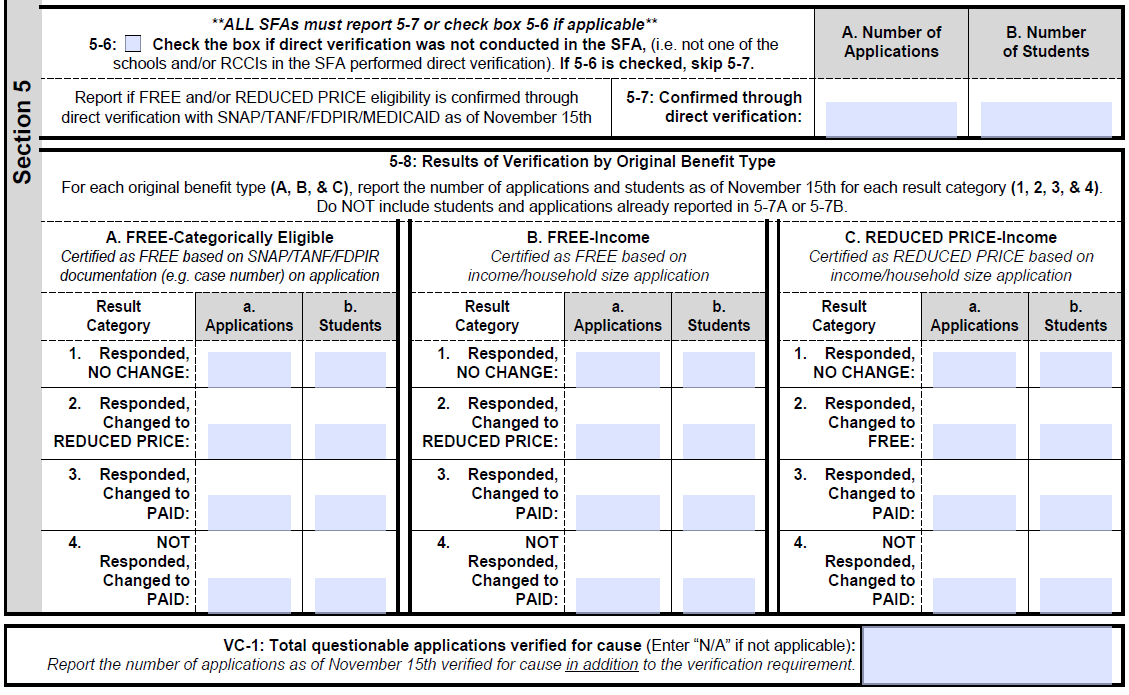 Section 5
**ALL SFAs must report 5-7 or check box 5-6 if applicable**
5-6: Check the box if direct verification was not conducted in the SFA, (i.e. not one of the
schools and/or RCCIs in the SFA performed direct verification). If 5-6 is checked, skip 5-7.
A. Number of
Applications
B. Number
of Students
Report if FREE and/or REDUCED PRICE eligibility is confirmed through
direct verification with SNAP/TANF/FDPIR/MEDICAID as of November 15th
5-7: Confirmed through
direct verification:
5-8: Results of Verification by Original Benefit Type
For each original benefit type (A, B, & C), report the number of applications and students as of November 15th for each result category (1, 2, 3, & 4).
Do NOT include students and applications already reported in 5-7A or 5-7B.
A. FREE-Categorically Eligible
Certified as FREE based on SNAP/TANF/FDPIR
documentation (e.g. case number) on application
Result
Category
a.
Applications
b.
Students
1. Responded,
NO CHANGE:
2. Responded,
Changed to
REDUCED PRICE:
3. Responded,
Changed to
PAID:
4. NOT
Responded,
Changed to
PAID:
B. FREE-Income
Certified as FREE based on
income/household size application
Result
Category
a.
Applications
b.
Students
1. Responded,
NO CHANGE:
2. Responded,
Changed to
REDUCED PRICE:
3. Responded,
Changed to
PAID:
4. NOT
Responded,
Changed to
PAID:
C. REDUCED PRICE-Income
Certified as REDUCED PRICE based on
income/household size application
Result
Category
a.
Applications
b.
Students
1. Responded,
NO CHANGE:
2. Responded,
Changed to
FREE:
3. Responded,
Changed to
PAID:
4. NOT
Responded,
Changed to
PAID:
VC-1: Total questionable applications verified for cause (Enter “N/A” if not applicable):
Report the number of applications as of November 15th verified for cause in addition to the verification requirement.